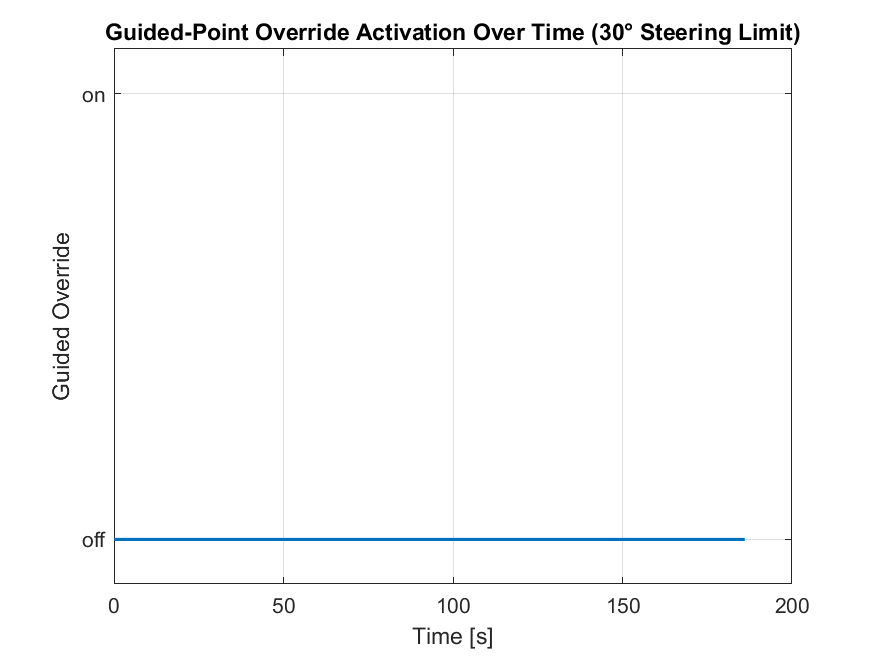 Guided-Point Override Activation Over Time (30° Steering Limit)
on
Guided Override
off
0 50 100 150 200
Time [s]